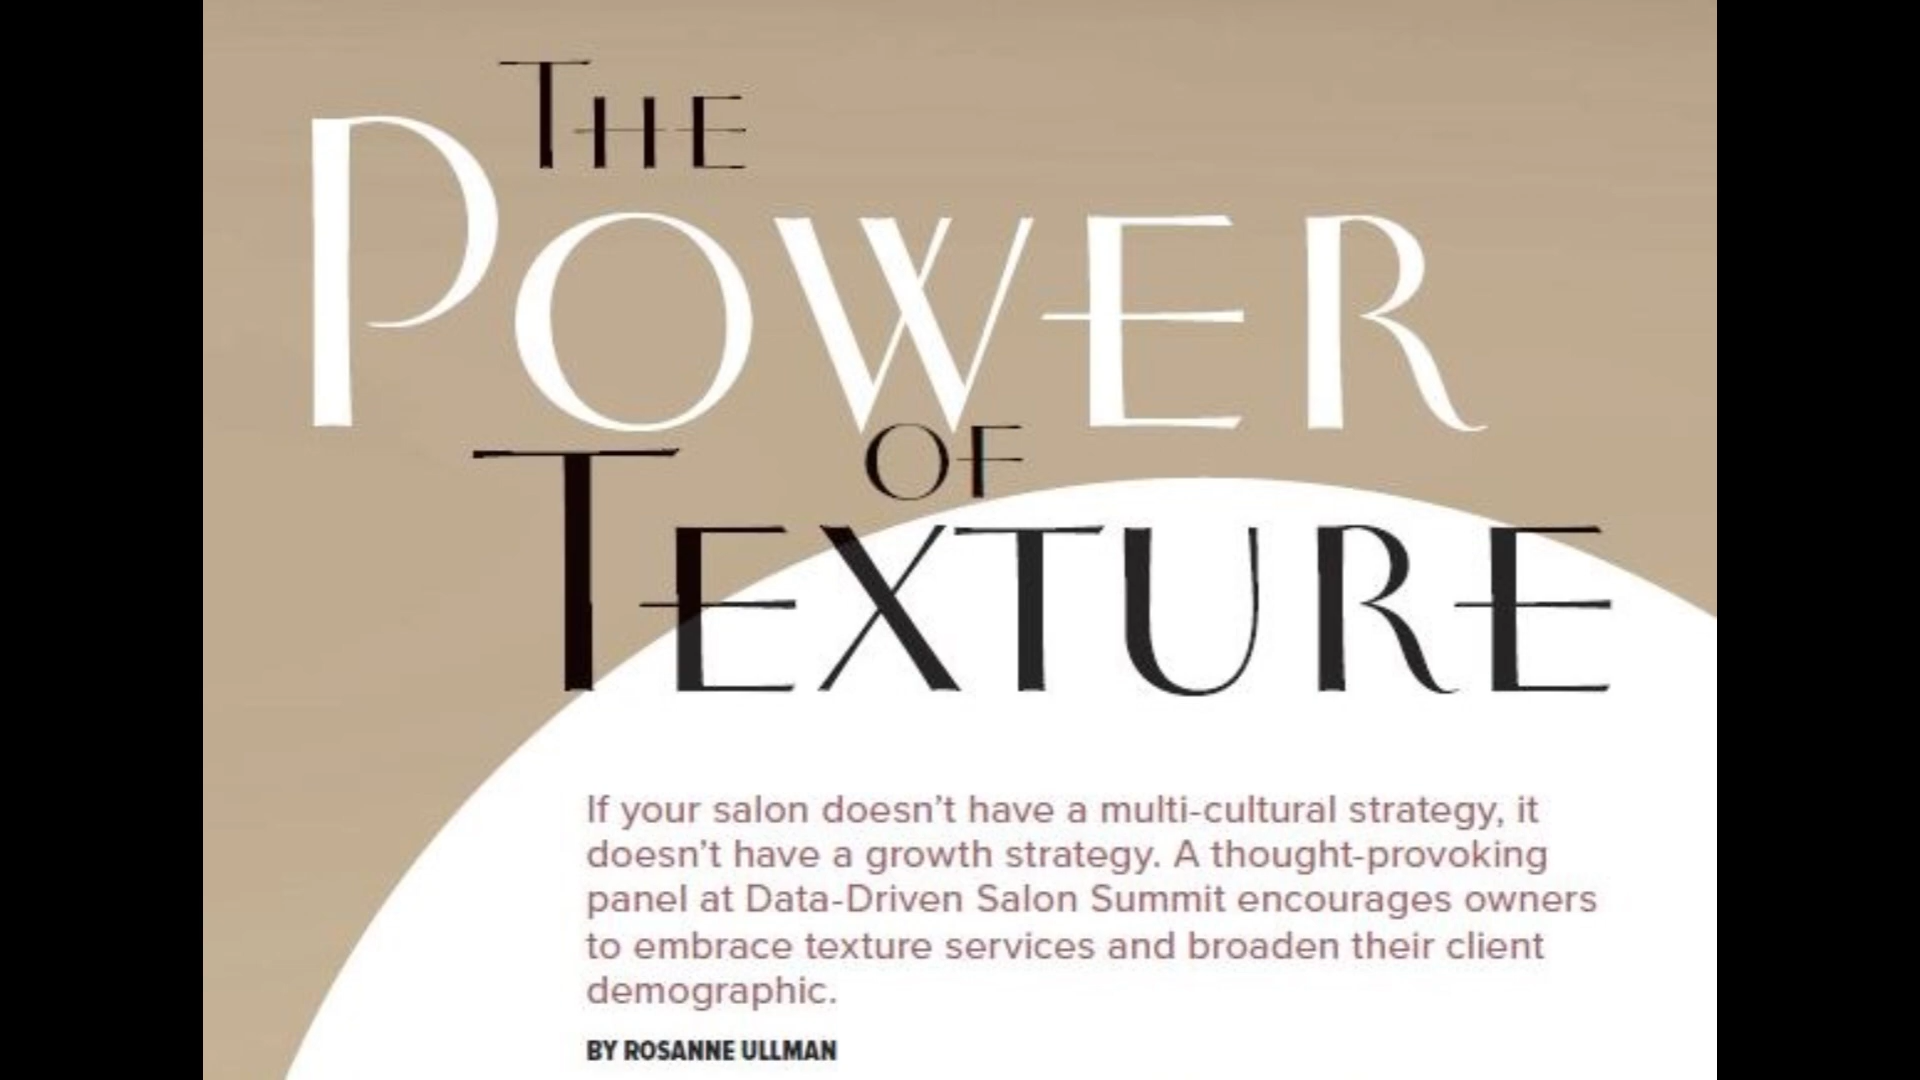 THE
POWER
OF
TEXTURE
If your salon doesn't have a multi-cultural strategy, it
doesn't have a growth strategy. A thought-provoking
panel at Data-Driven Salon Summit encourages owners
to embrace texture services and broaden their client
demographic.
BY ROSANNE ULLMAN